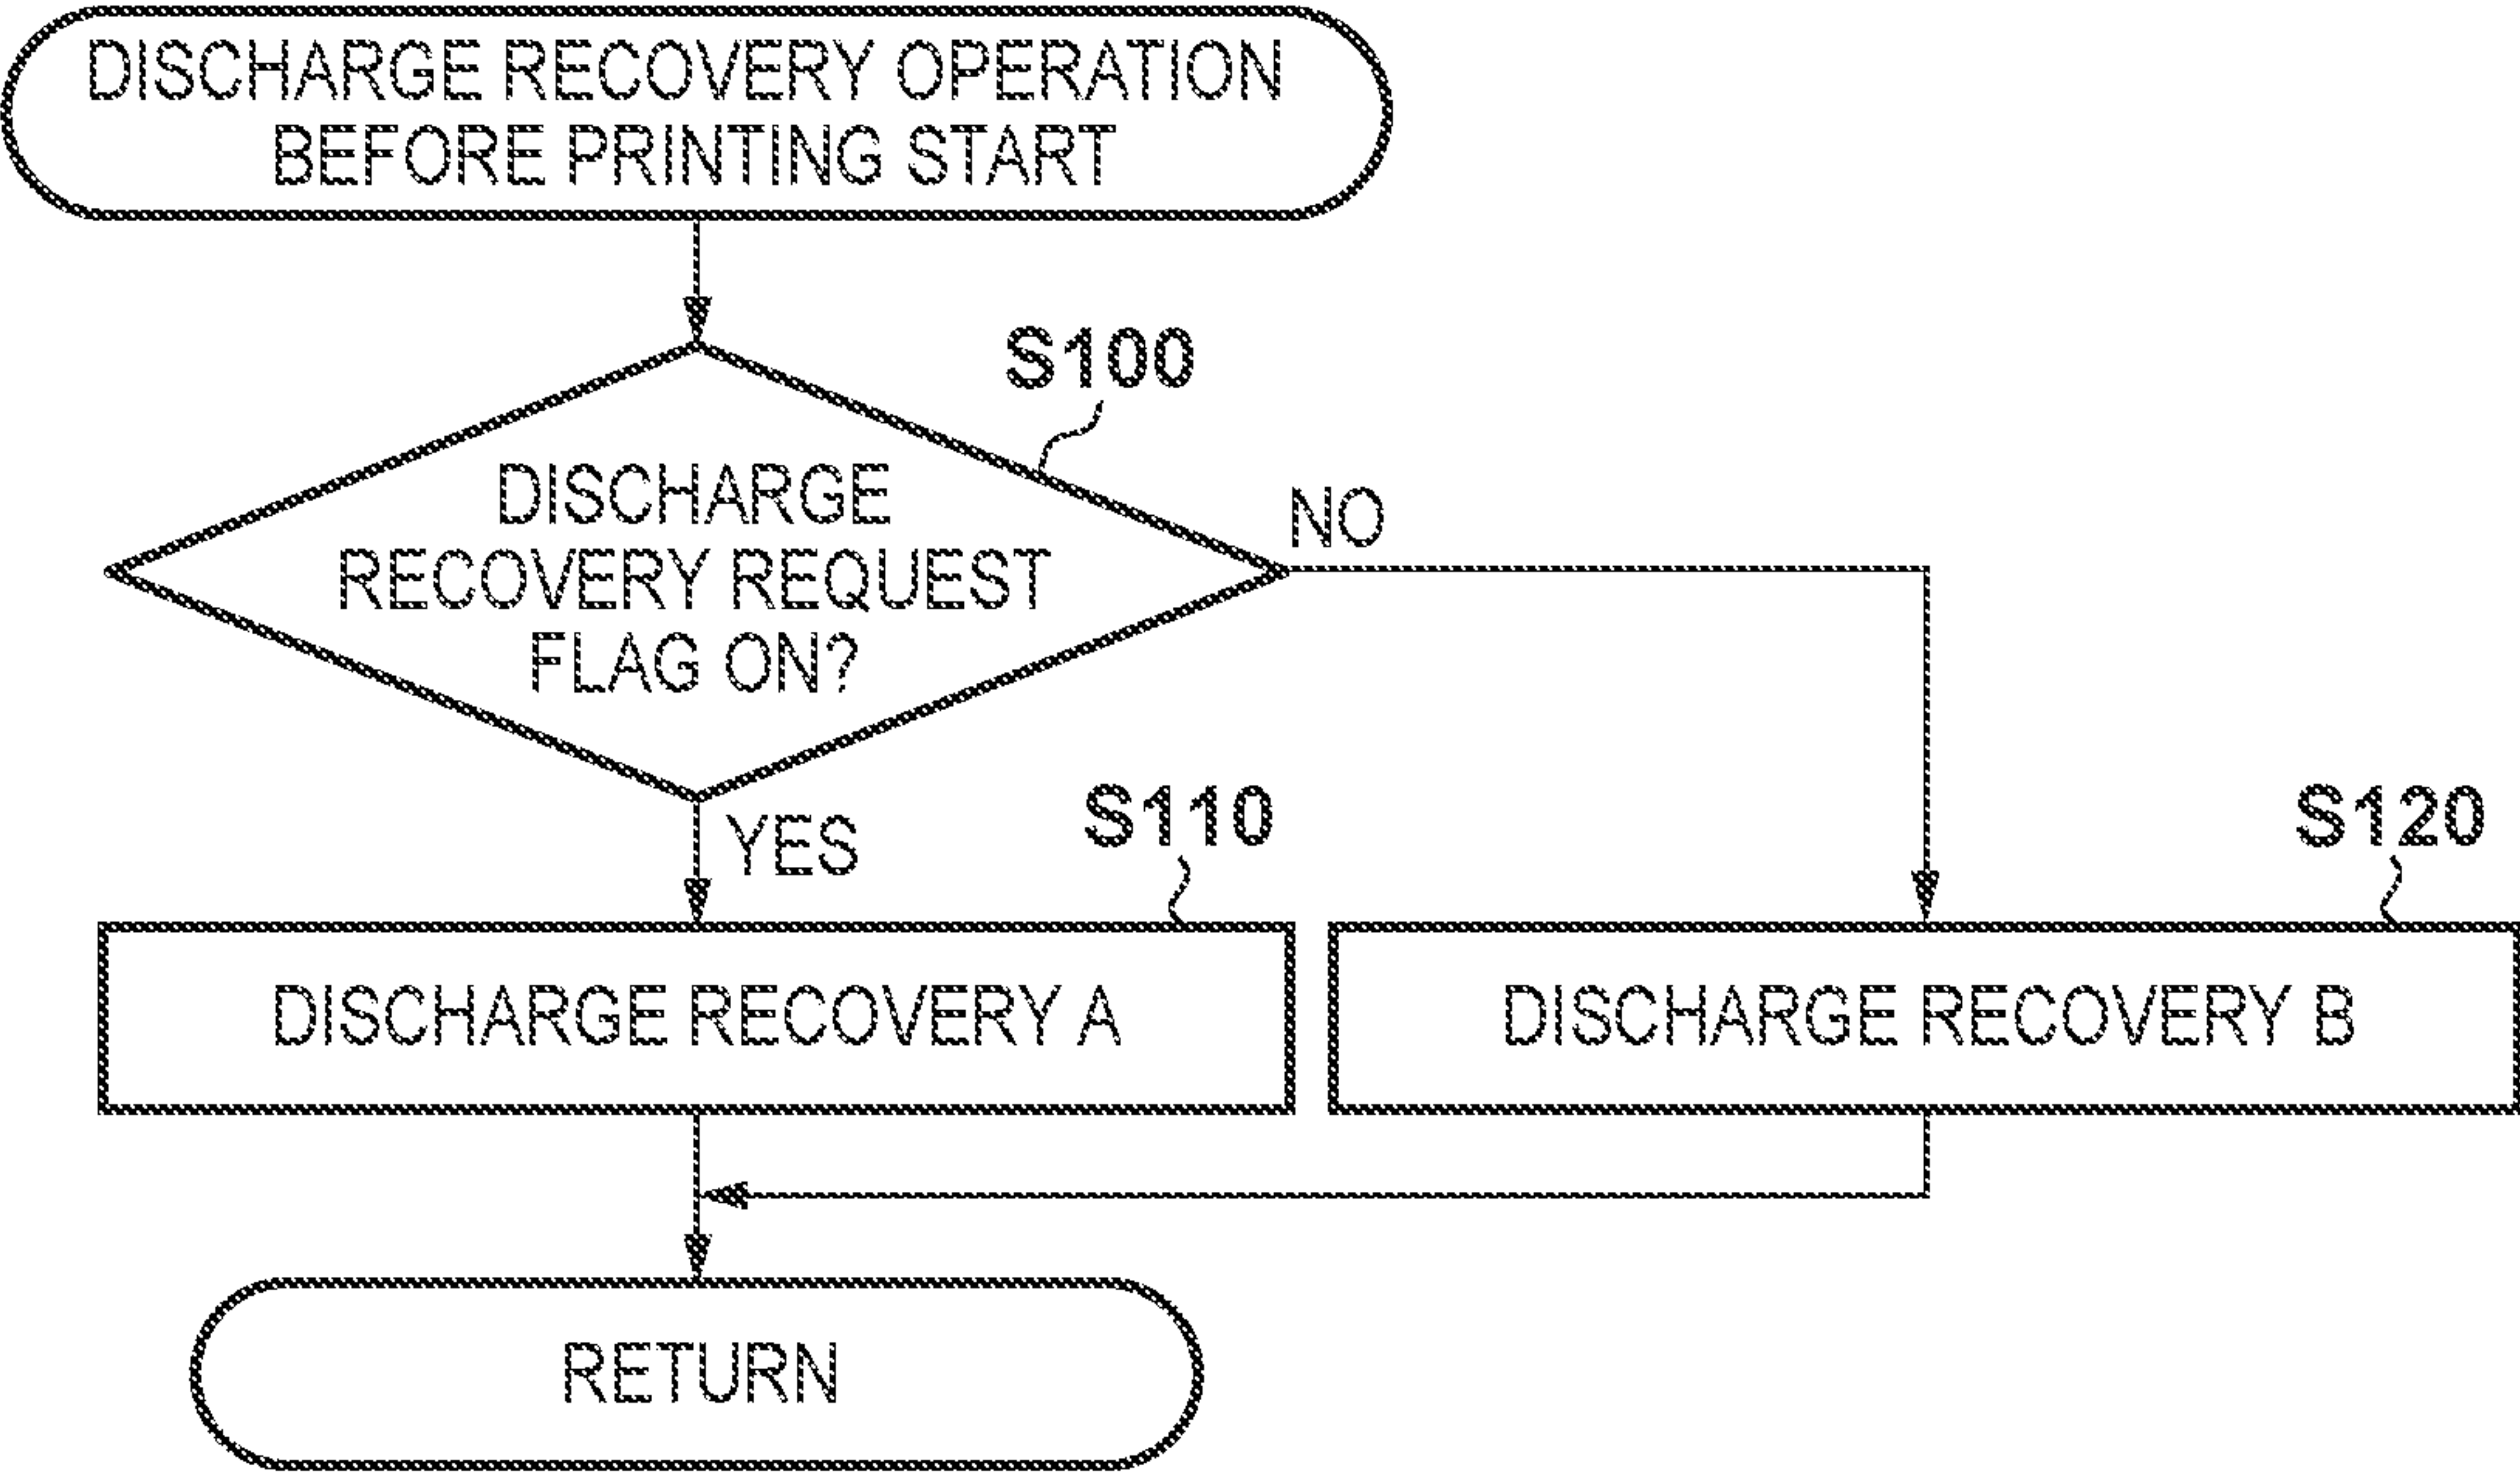 DISCHARGE RECOVERY OPERATION
BEFORE PRINTING START
S100
DISCHARGE
RECOVERY REQUEST
FLAG ON?
NO
YES
S110
S120
DISCHARGE RECOVERY A
DISCHARGE RECOVERY B
RETURN